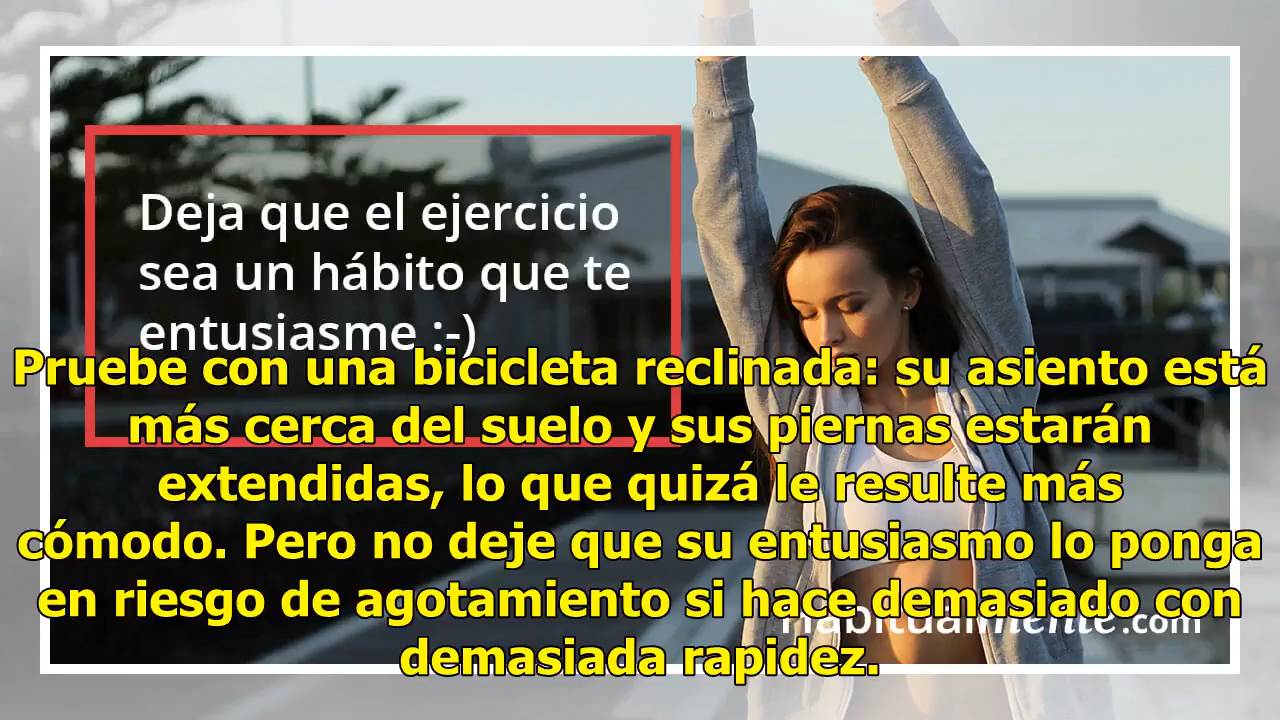 Deja que el ejercicio
sea un hábito que te
entusiasme :-)
Pruebe con una bicicleta reclinada: su asiento está
más cerca del suelo y sus piernas estarán
extendidas, lo que quizá le resulte más
cómodo. Pero no deje que su entusiasmo lo ponga
en riesgo de agotamiento si hace demasiado con
habitualmente.com
demasiada rapidez.